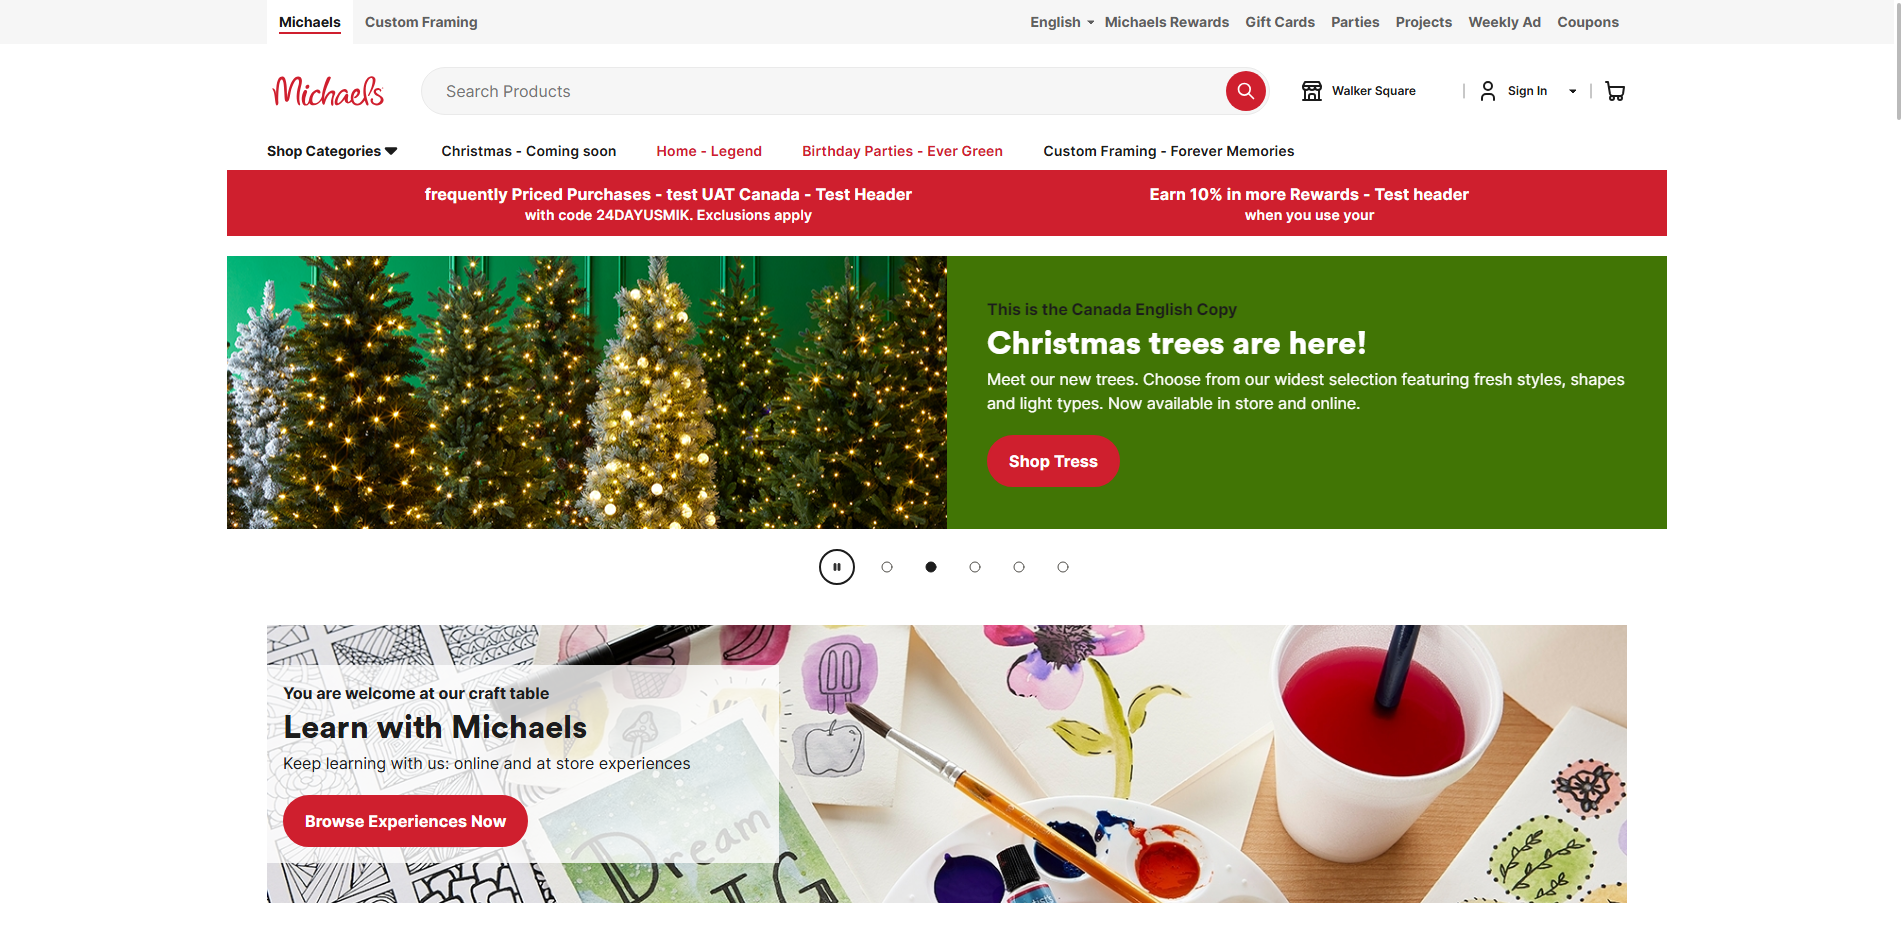 Michaels
Custom Framing
English
Michaels Rewards
Gift Cards
Parties
Projects
Weekly Ad
Coupons
Michaels
Search Products
Walker Square
Sign In
Shop Categories
Christmas - Coming soon
Home - Legend
Birthday Parties - Ever Green
Custom Framing - Forever Memories
frequently Priced Purchases - test UAT Canada - Test Header
with code 24DAYUSMIK. Exclusions apply
Earn 10% in more Rewards - Test header
when you use your
This is the Canada English Copy
Christmas trees are here!
Meet our new trees. Choose from our widest selection featuring fresh styles, shapes
and light types. Now available in store and online.
Shop Tress
You are welcome at our craft table
Learn with Michaels
Keep learning with us: online and at store experiences
Browse Experiences Now
Dream